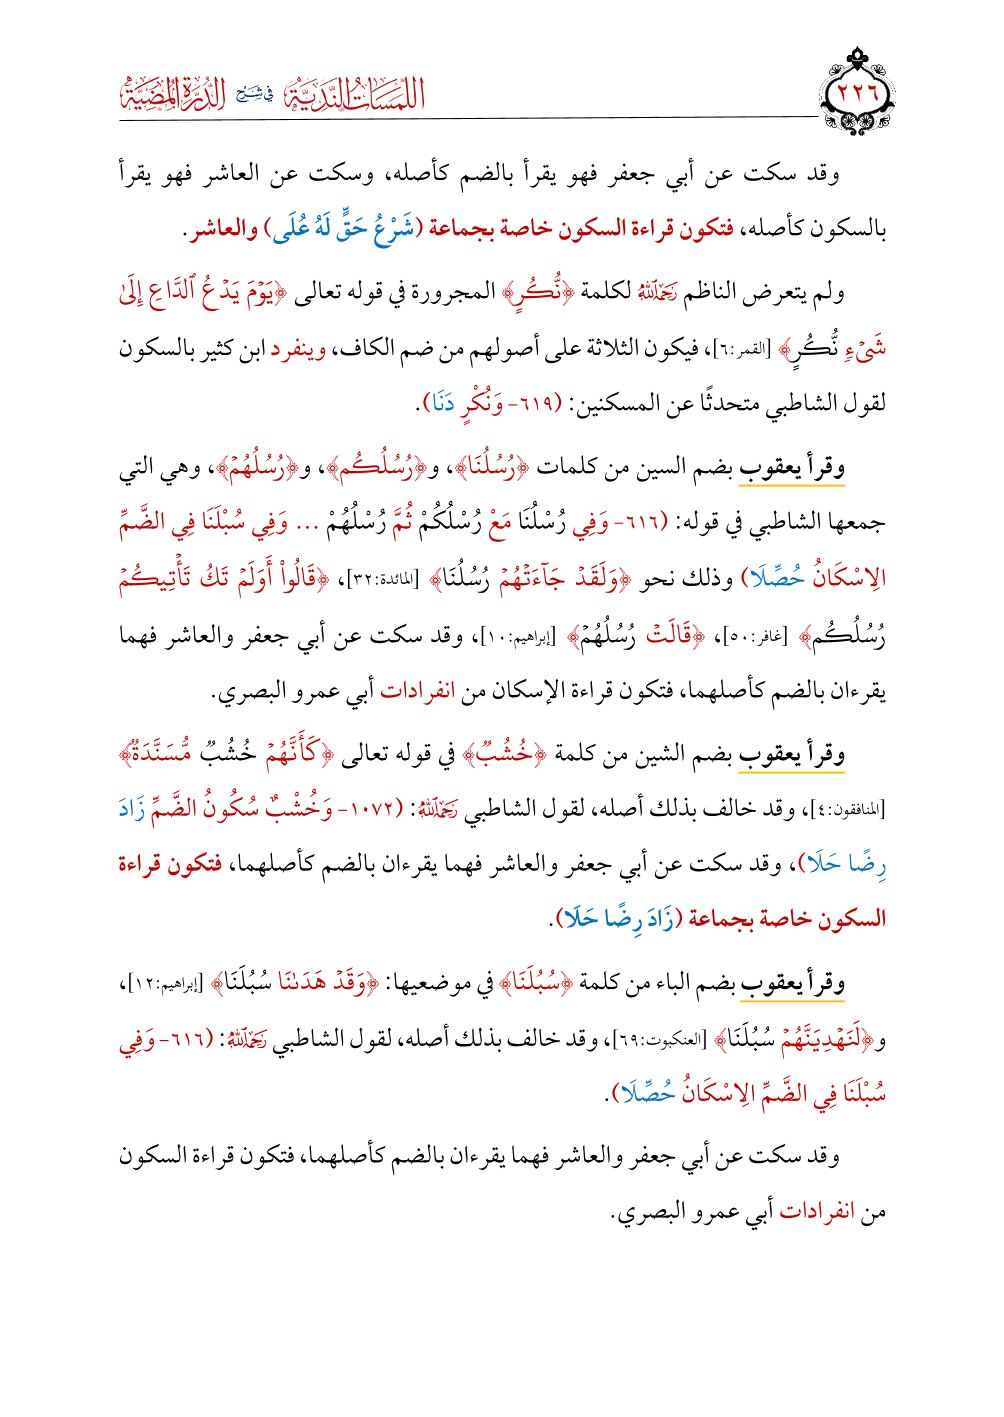 اللمسات الندية في شرح الدرة المضية
٢٢٦
وقد سكت عن أبي جعفر فهو يقرأ بالضم كأصله، وسكت عن العاشر فهو يقرأ
بالسكون كأصله، فتكون قراءة السكون خاصة بجماعة (شَرْعُ حَقٍّ لَهُ عُلَى) والعاشر.
ولم يتعرض الناظم رَحِمَهُ اللَّهُ لكلمة ﴿نُّكُرٍ﴾ المجرورة في قوله تعالى ﴿يَوْمَ يَدْعُ ٱلدَّاعِ إِلَىٰ
شَىْءٍ نُّكُرٍ﴾ [القمر:٦]، فيكون الثلاثة على أصولهم من ضم الكاف، وينفرد ابن كثير بالسكون
لقول الشاطبي متحدثًا عن المسكنين: (٦١٩- وَنُكْرٍ دَنَا).
وقرأ يعقوب بضم السين من كلمات ﴿رُسُلُنَا﴾، و﴿رُسُلُكُم﴾، و﴿رُسُلُهُمْ﴾، وهي التي
جمعها الشاطبي في قوله: (٦١٦- وَفِي رُسْلُنَا مَعْ رُسْلُكُمْ ثُمَّ رُسْلُهُمْ ... وَفِي سُبْلَنَا فِي الضَّمِّ
الِاسْكَانُ حُصِّلَا) وذلك نحو ﴿وَلَقَدْ جَآءَتْهُمْ رُسُلُنَا﴾ [المائدة:٣٢]، ﴿قَالُوٓاْ أَوَلَمْ تَكُ تَأْتِيكُمْ
رُسُلُكُم﴾ [غافر:٥٠]، ﴿قَالَتْ رُسُلُهُمْ﴾ [إبراهيم:١٠]، وقد سكت عن أبي جعفر والعاشر فهما
يقرءان بالضم كأصلهما، فتكون قراءة الإسكان من انفرادات أبي عمرو البصري.
وقرأ يعقوب بضم الشين من كلمة ﴿خُشُبٌ﴾ في قوله تعالى ﴿كَأَنَّهُمْ خُشُبٌ مُّسَنَّدَةٌ﴾
[المنافقون:٤]، وقد خالف بذلك أصله، لقول الشاطبي رَحِمَهُ اللَّهُ: (١٠٧٢- وَخُشْبٌ سُكُونُ الضَّمِّ زَادَ
رِضًا حَلَا)، وقد سكت عن أبي جعفر والعاشر فهما يقرءان بالضم كأصلهما، فتكون قراءة
السكون خاصة بجماعة (زَادَ رِضًا حَلَا).
وقرأ يعقوب بضم الباء من كلمة ﴿سُبُلَنَا﴾ في موضعيها: ﴿وَقَدْ هَدَىٰنَا سُبُلَنَا﴾ [إبراهيم:١٢]،
و﴿لَنَهْدِيَنَّهُمْ سُبُلَنَا﴾ [العنكبوت:٦٩]، وقد خالف بذلك أصله، لقول الشاطبي رَحِمَهُ اللَّهُ: (٦١٦- وَفِي
سُبْلَنَا فِي الضَّمِّ الِاسْكَانُ حُصِّلَا).
وقد سكت عن أبي جعفر والعاشر فهما يقرءان بالضم كأصلهما، فتكون قراءة السكون
من انفرادات أبي عمرو البصري.